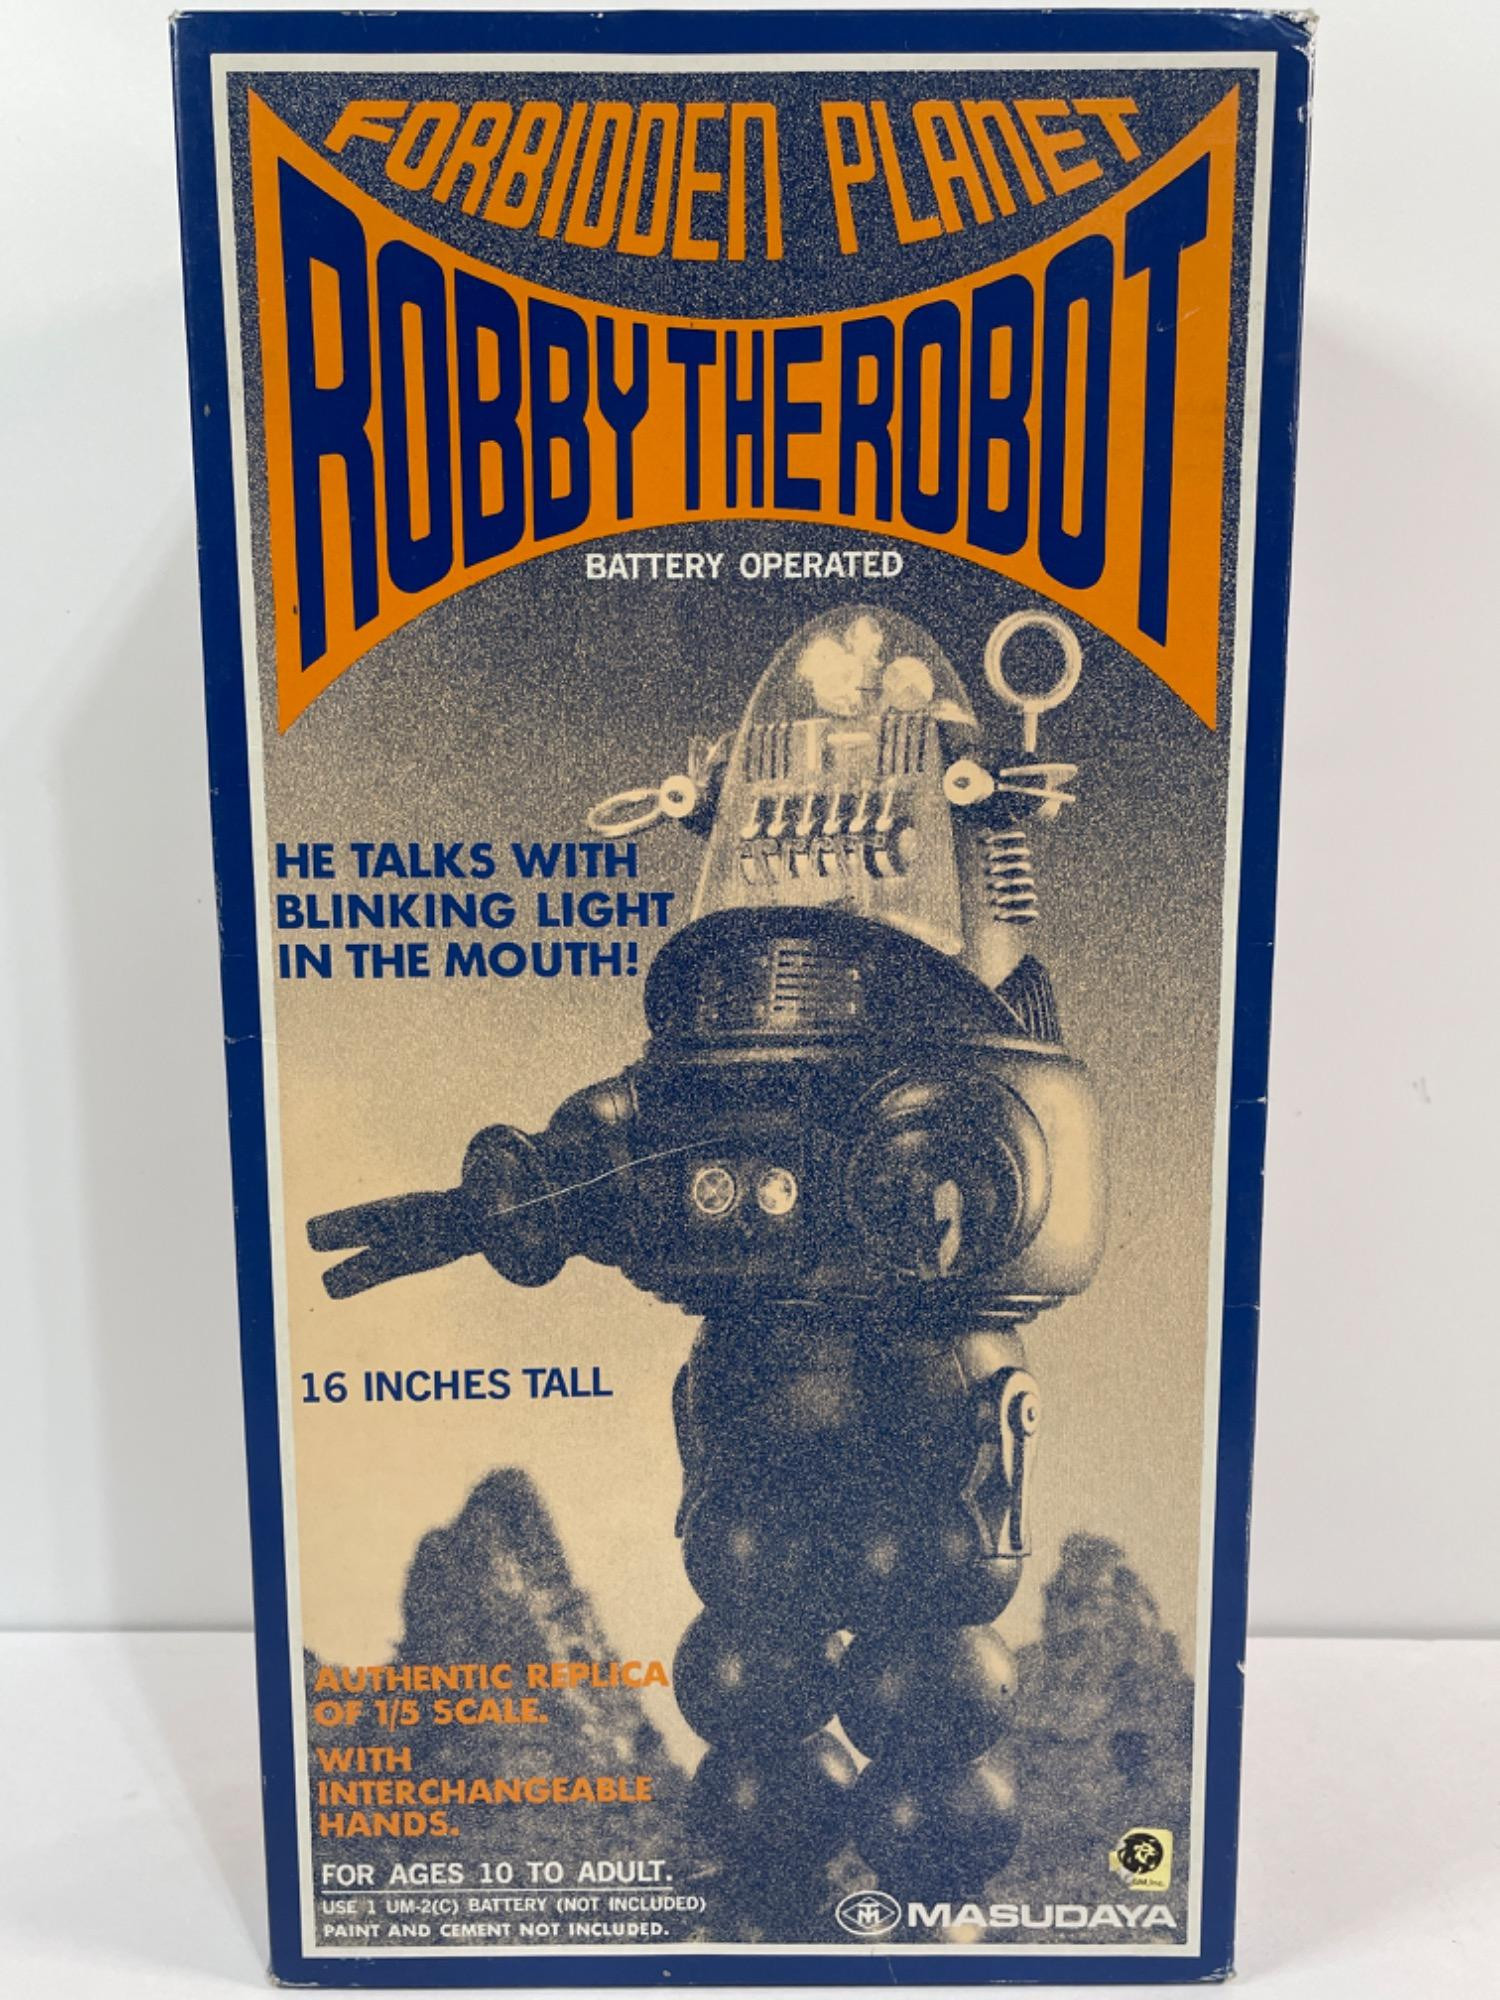 FORBIDDEN PLANET
ROBBY THE ROBOT
BATTERY OPERATED
HE TALKS WITH
BLINKING LIGHT
IN THE MOUTH!
16 INCHES TALL
AUTHENTIC REPLICA
OF 1/5 SCALE.
WITH
INTERCHANGEABLE
HANDS.
FOR AGES 10 TO ADULT.
USE 1 UM-2(C) BATTERY (NOT INCLUDED)
PAINT AND CEMENT NOT INCLUDED.
MASUDAYA